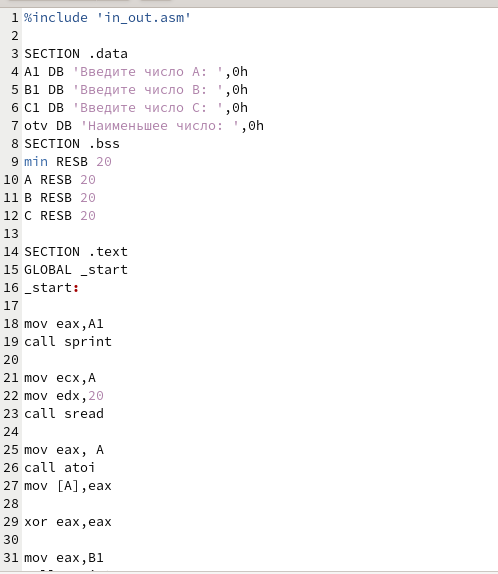 1 %include 'in_out.asm'
2
3 SECTION .data
4 A1 DB 'Введите число A: ',0h
5 B1 DB 'Введите число B: ',0h
6 C1 DB 'Введите число C: ',0h
7 otv DB 'Наименьшее число: ',0h
8 SECTION .bss
9 min RESB 20
10 A RESB 20
11 B RESB 20
12 C RESB 20
13
14 SECTION .text
15 GLOBAL _start
16 _start:
17
18 mov eax,A1
19 call sprint
20
21 mov ecx,A
22 mov edx,20
23 call sread
24
25 mov eax, A
26 call atoi
27 mov [A],eax
28
29 xor eax,eax
30
31 mov eax,B1